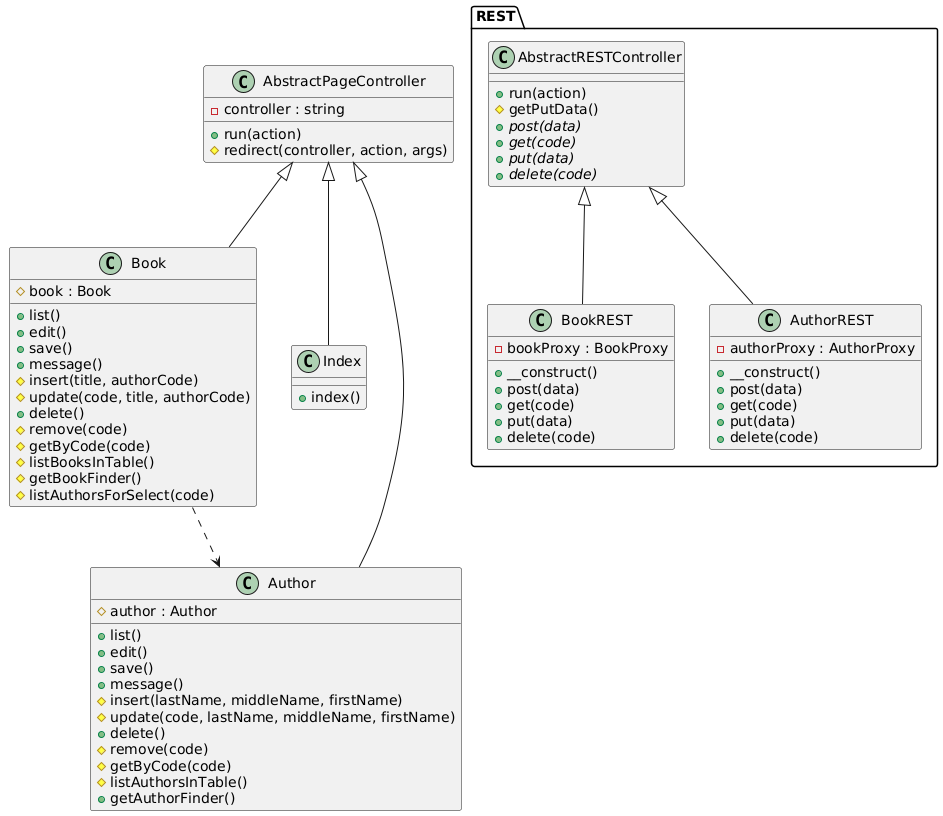 REST
C AbstractRESTController
run(action)
getPutData()
post(data)
get(code)
put(data)
delete(code)
C AbstractPageController
controller : string
run(action)
redirect(controller, action, args)
C Book
book : Book
list()
edit()
save()
message()
insert(title, authorCode)
update(code, title, authorCode)
delete()
remove(code)
getByCode(code)
listBooksInTable()
getBookFinder()
listAuthorsForSelect(code)
C Index
index()
C BookREST
bookProxy : BookProxy
__construct()
post(data)
get(code)
put(data)
delete(code)
C AuthorREST
authorProxy : AuthorProxy
__construct()
post(data)
get(code)
put(data)
delete(code)
C Author
author : Author
list()
edit()
save()
message()
insert(lastName, middleName, firstName)
update(code, lastName, middleName, firstName)
delete()
remove(code)
getByCode(code)
listAuthorsInTable()
getAuthorFinder()